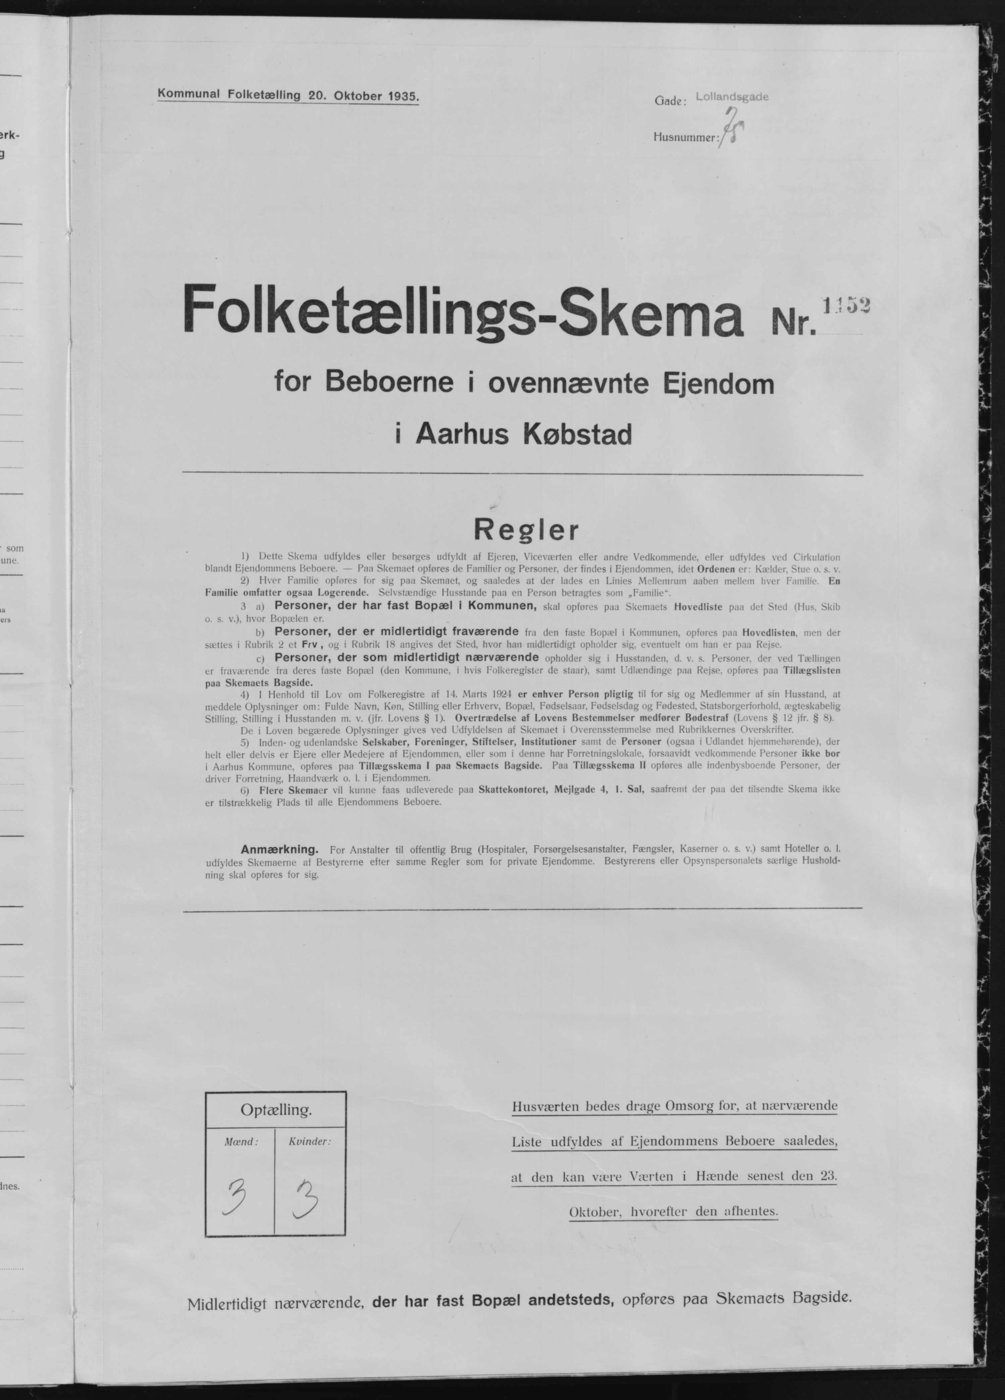 Kommunal Folketælling 20. Oktober 1935.
Gade: Lollandsgade
Husnummer:
Folketællings-Skema Nr. 1152
for Beboerne i ovennævnte Ejendom
i Aarhus Købstad
Regler
1) Dette Skema udfyldes eller besørges udfyldt af Ejeren, Viceværten eller andre Vedkommende, eller udfyldes ved Cirkulation
blandt Ejendommens Beboere. — Paa Skemaet opføres de Familier og Personer, der findes i Ejendommen, idet Ordenen er: Kælder, Stue o. s. v.
2) Hver Familie opføres for sig paa Skemaet, og saaledes at der lades en Linies Mellemrum aaben mellem hver Familie. En
Familie omfatter ogsaa Logerende. Selvstændige Husstande paa en Person betragtes som „Familie".
3 a) Personer, der har fast Bopæl i Kommunen, skal opføres paa Skemaets Hovedliste paa det Sted (Hus, Skib
o. s. v.), hvor Bopælen er.
b) Personer, der er midlertidigt fraværende fra den faste Bopæl i Kommunen, opføres paa Hovedlisten, men der
sættes i Rubrik 2 et Frv, og i Rubrik 18 angives det Sted, hvor han midlertidigt opholder sig, eventuelt om han er paa Rejse.
c) Personer, der som midlertidigt nærværende opholder sig i Husstanden, d. v. s. Personer, der ved Tællingen
er fraværende fra deres faste Bopæl (den Kommune, i hvis Folkeregister de staar), samt Udlændinge paa Rejse, opføres paa Tillægslisten
paa Skemaets Bagside.
4) I Henhold til Lov om Folkeregistre af 14. Marts 1924 er enhver Person pligtig til for sig og Medlemmer af sin Husstand, at
meddele Oplysninger om: Fulde Navn, Køn, Stilling eller Erhverv, Bopæl, Fødselsaar, Fødselsdag og Fødested, Statsborgerforhold, ægteskabelig
Stilling, Stilling i Husstanden m. v. (jfr. Lovens § 1). Overtrædelse af Lovens Bestemmelser medfører Bødestraf (Lovens § 12 jfr. § 8).
De i Loven begærede Oplysninger gives ved Udfyldelsen af Skemaet i Overensstemmelse med Rubrikkernes Overskrifter.
5) Inden- og udenlandske Selskaber, Foreninger, Stiftelser, Institutioner samt de Personer (ogsaa i Udlandet hjemmehørende), der
helt eller delvis er Ejere eller Medejere af Ejendommen, eller som i denne har Forretningslokale, forsaavidt vedkommende Personer ikke bor
i Aarhus Kommune, opføres paa Tillægsskema I paa Skemaets Bagside. Paa Tillægsskema II opføres alle indenbysboende Personer, der
driver Forretning, Haandværk o. l. i Ejendommen.
6) Flere Skemaer vil kunne faas udleverede paa Skattekontoret, Mejlgade 4, 1. Sal, saafremt der paa det tilsendte Skema ikke
er tilstrækkelig Plads til alle Ejendommens Beboere.
Anmærkning. For Anstalter til offentlig Brug (Hospitaler, Forsørgelsesanstalter, Fængsler, Kaserner o. s. v.) samt Hoteller o. l.
udfyldes Skemaerne af Bestyrerne efter samme Regler som for private Ejendomme. Bestyrerens eller Opsynspersonalets særlige Hushold-
ning skal opføres for sig.
Optælling.
Mænd: Kvinder:
3 3
Husværten bedes drage Omsorg for, at nærværende
Liste udfyldes af Ejendommens Beboere saaledes,
at den kan være Værten i Hænde senest den 23.
Oktober, hvorefter den afhentes.
Midlertidigt nærværende, der har fast Bopæl andetsteds, opføres paa Skemaets Bagside.